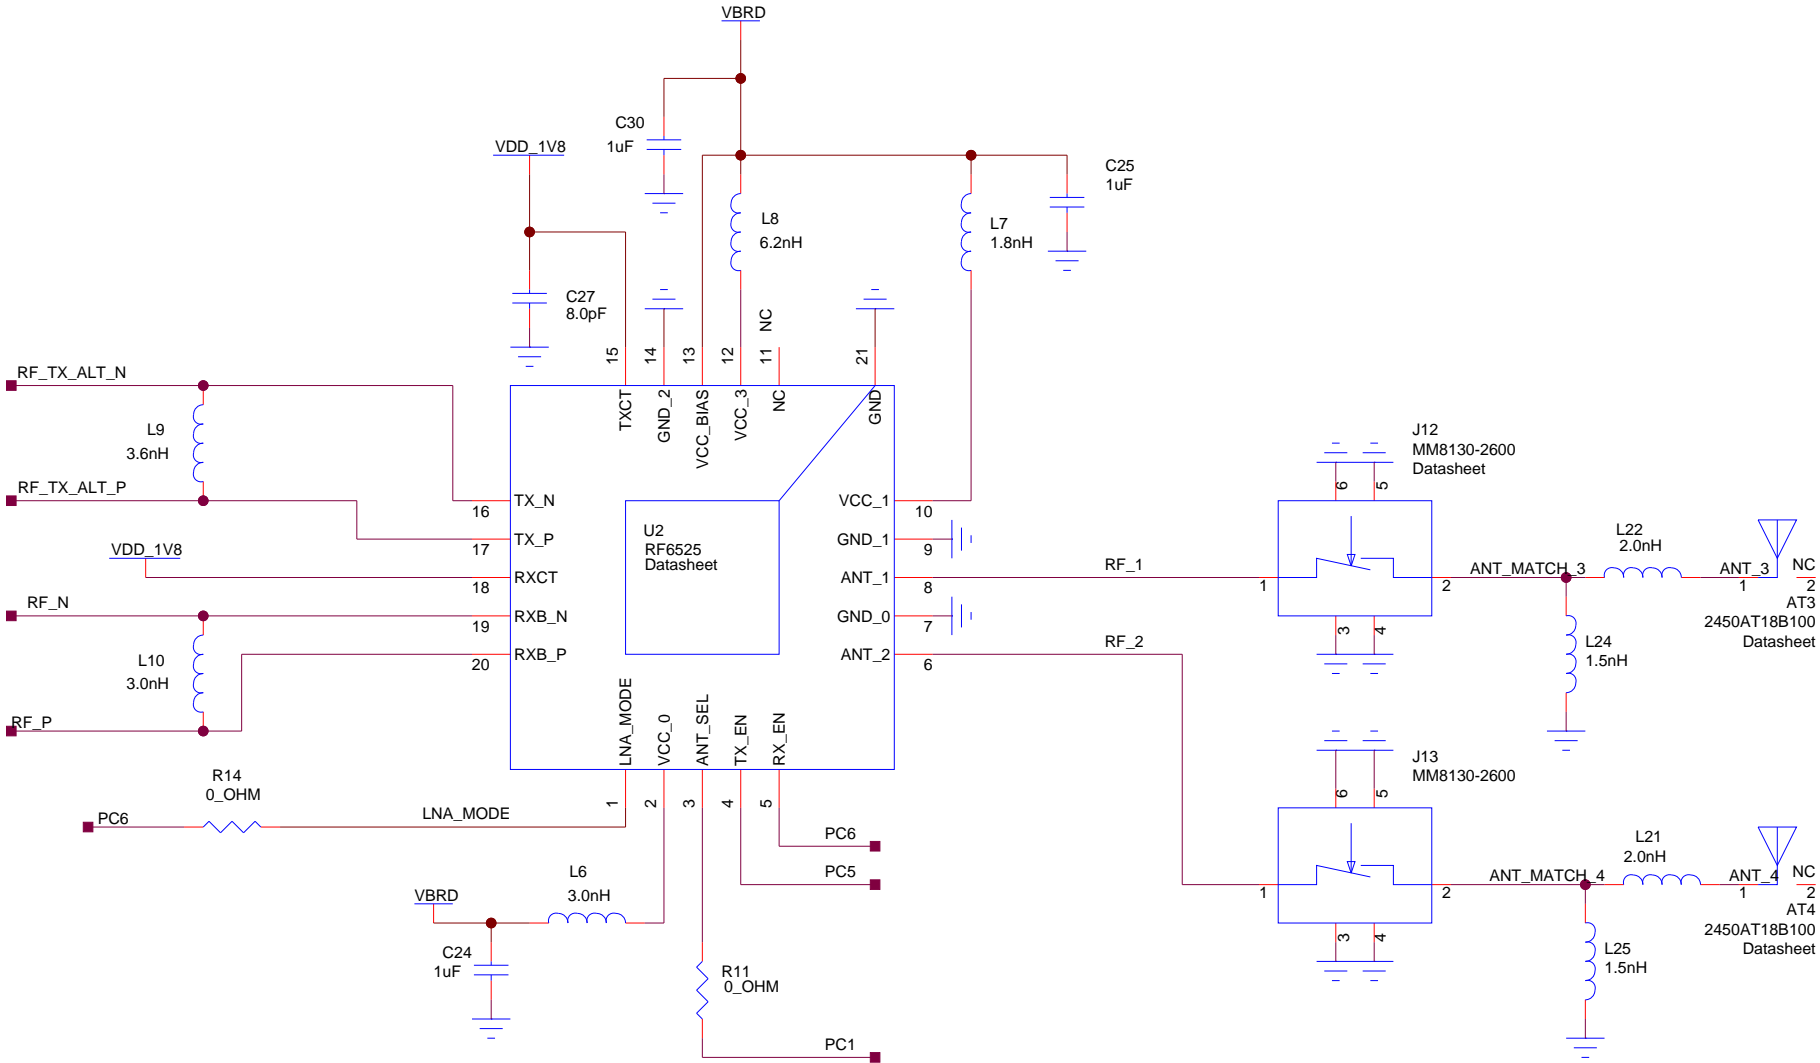 VBRD
C30
1uF
VDD_1V8
C25
1uF
L8
6.2nH
L7
1.8nH
C27
8.0pF
NC
15
14
13
12
11
21
RF_TX_ALT_N
TXCT
GND_2
VCC_BIAS
VCC_3
NC
GND
L9
3.6nH
RF_TX_ALT_P
16
TX_N
17
TX_P
VDD_1V8
18
RXCT
RF_N
19
RXB_N
20
RXB_P
L10
3.0nH
RF_P
U2
RF6525
Datasheet
VCC_1
10
GND_1
9
ANT_1
8
GND_0
7
ANT_2
6
RF_1
RF_2
J12
MM8130-2600
Datasheet
6
5
1
2
3
4
ANT_MATCH_3
L22
2.0nH
ANT_3
1
NC
2
AT3
2450AT18B100
Datasheet
L24
1.5nH
LNA_MODE
VCC_0
ANT_SEL
TX_EN
RX_EN
1
2
3
4
5
R14
0_OHM
PC6
LNA_MODE
PC6
PC5
L6
3.0nH
VBRD
C24
1uF
R11
0_OHM
PC1
J13
MM8130-2600
6
5
1
2
3
4
ANT_MATCH_4
L21
2.0nH
ANT_4
1
NC
2
AT4
2450AT18B100
Datasheet
L25
1.5nH